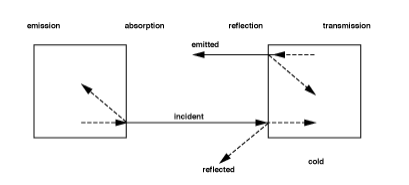 emission absorption reflection transmission
emitted
incident
reflected
cold